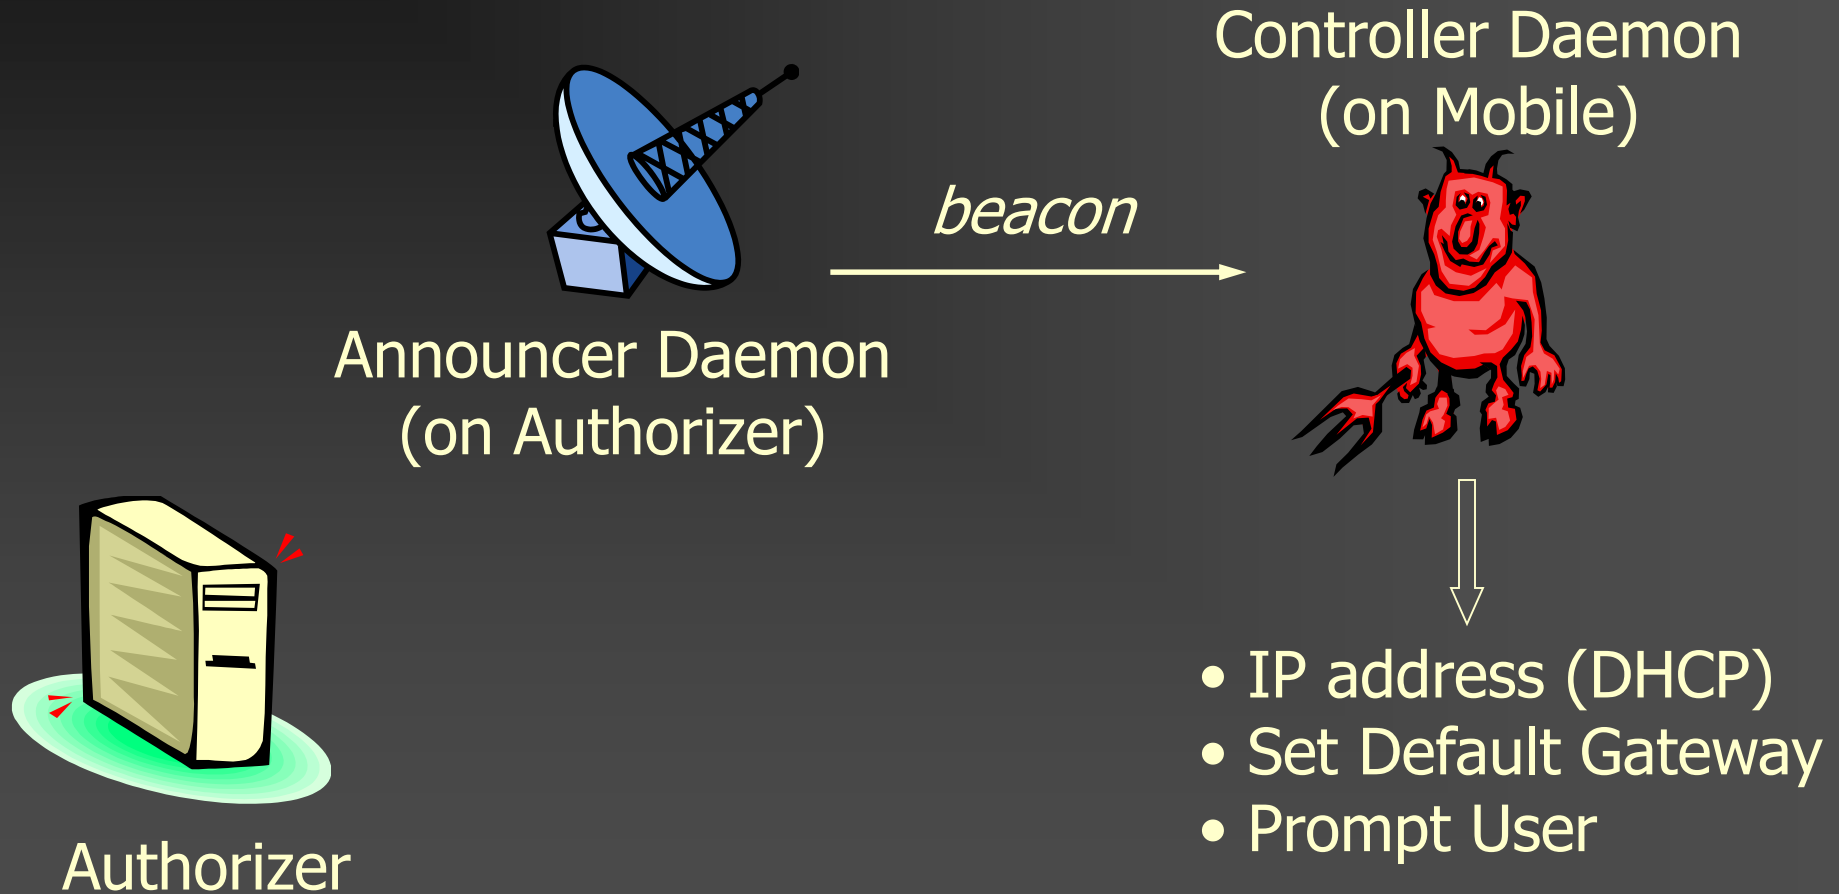 Controller Daemon
(on Mobile)
beacon
Announcer Daemon
(on Authorizer)
• IP address (DHCP)
• Set Default Gateway
• Prompt User
Authorizer